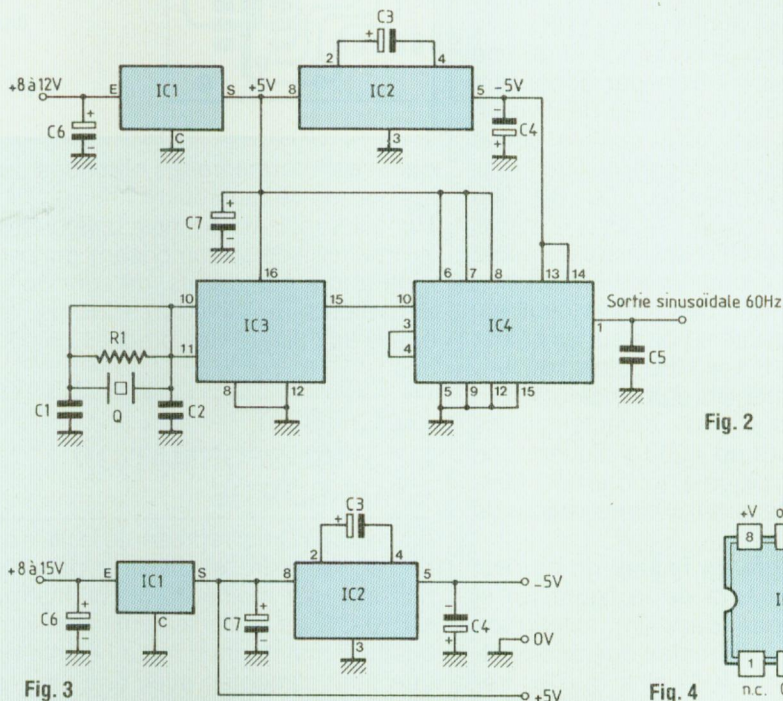 C3
+
2
4
+8 à 12V
E
IC1
S
+5V
8
IC2
5
-5V
C
3
+
C6
-
-
C4
+
+
C7
-
6
7
8
13
14
16
10
IC3
15
10
IC4
1
Sortie sinusoïdale 60Hz
R1
11
3
4
C5
8
12
5
9
12
15
C1
Q
C2
Fig. 2
C3
+
2
4
+8 à 15V
E
IC1
S
8
IC2
5
-5V
+
C6
-
C
+
C7
-
3
-
C4
+
0V
+5V
Fig. 3
+V
8
1
n.c.
Fig. 4